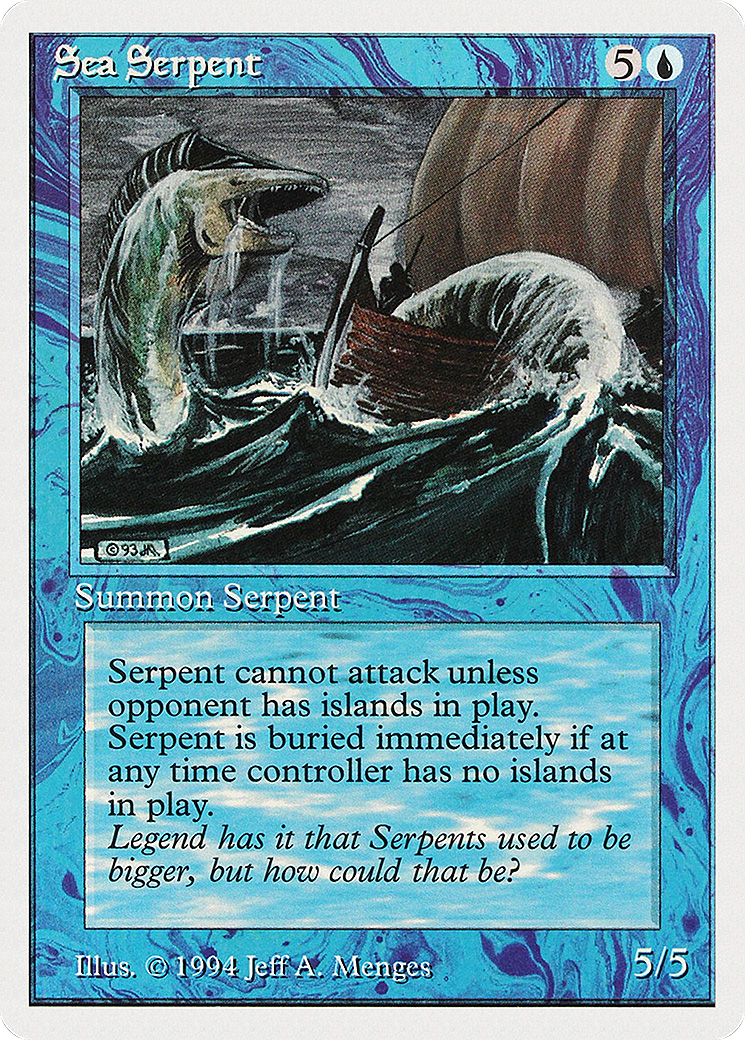 Sea Serpent 5
©93 JAM.
Summon Serpent
Serpent cannot attack unless
opponent has islands in play.
Serpent is buried immediately if at
any time controller has no islands
in play.
Legend has it that Serpents used to be
bigger, but how could that be?
Illus. © 1994 Jeff A. Menges 5/5